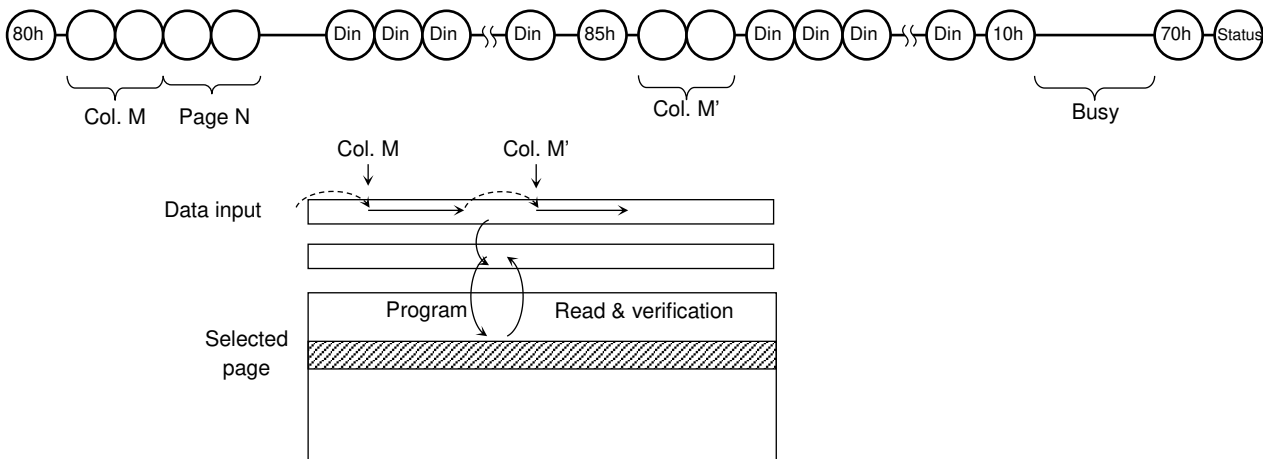 80h Din Din Din Din 85h Din Din Din Din 10h 70h Status
Col. M Page N Col. M’ Busy
Col. M Col. M’
Data input
Program Read & verification
Selected
page